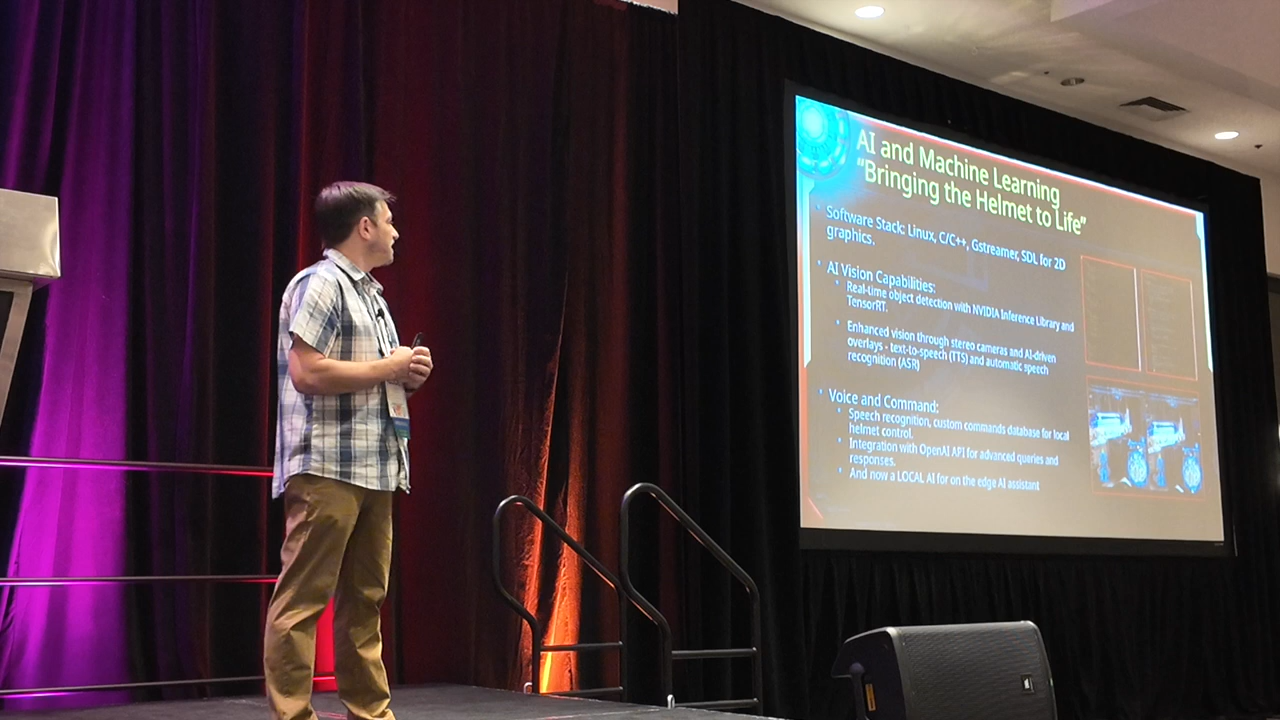 AI and Machine Learning
“Bringing the Helmet to Life”
Software Stack: Linux, C/C++, Gstreamer, SDL for 2D
graphics.
AI Vision Capabilities:
Real-time object detection with NVIDIA Inference Library and
TensorRT.
Enhanced vision through stereo cameras and AI-driven
overlays - text-to-speech (TTS) and automatic speech
recognition (ASR)
Voice and Command:
Speech recognition, custom commands database for local
helmet control.
Integration with OpenAI API for advanced queries and
responses.
And now a LOCAL AI for on the edge AI assistant